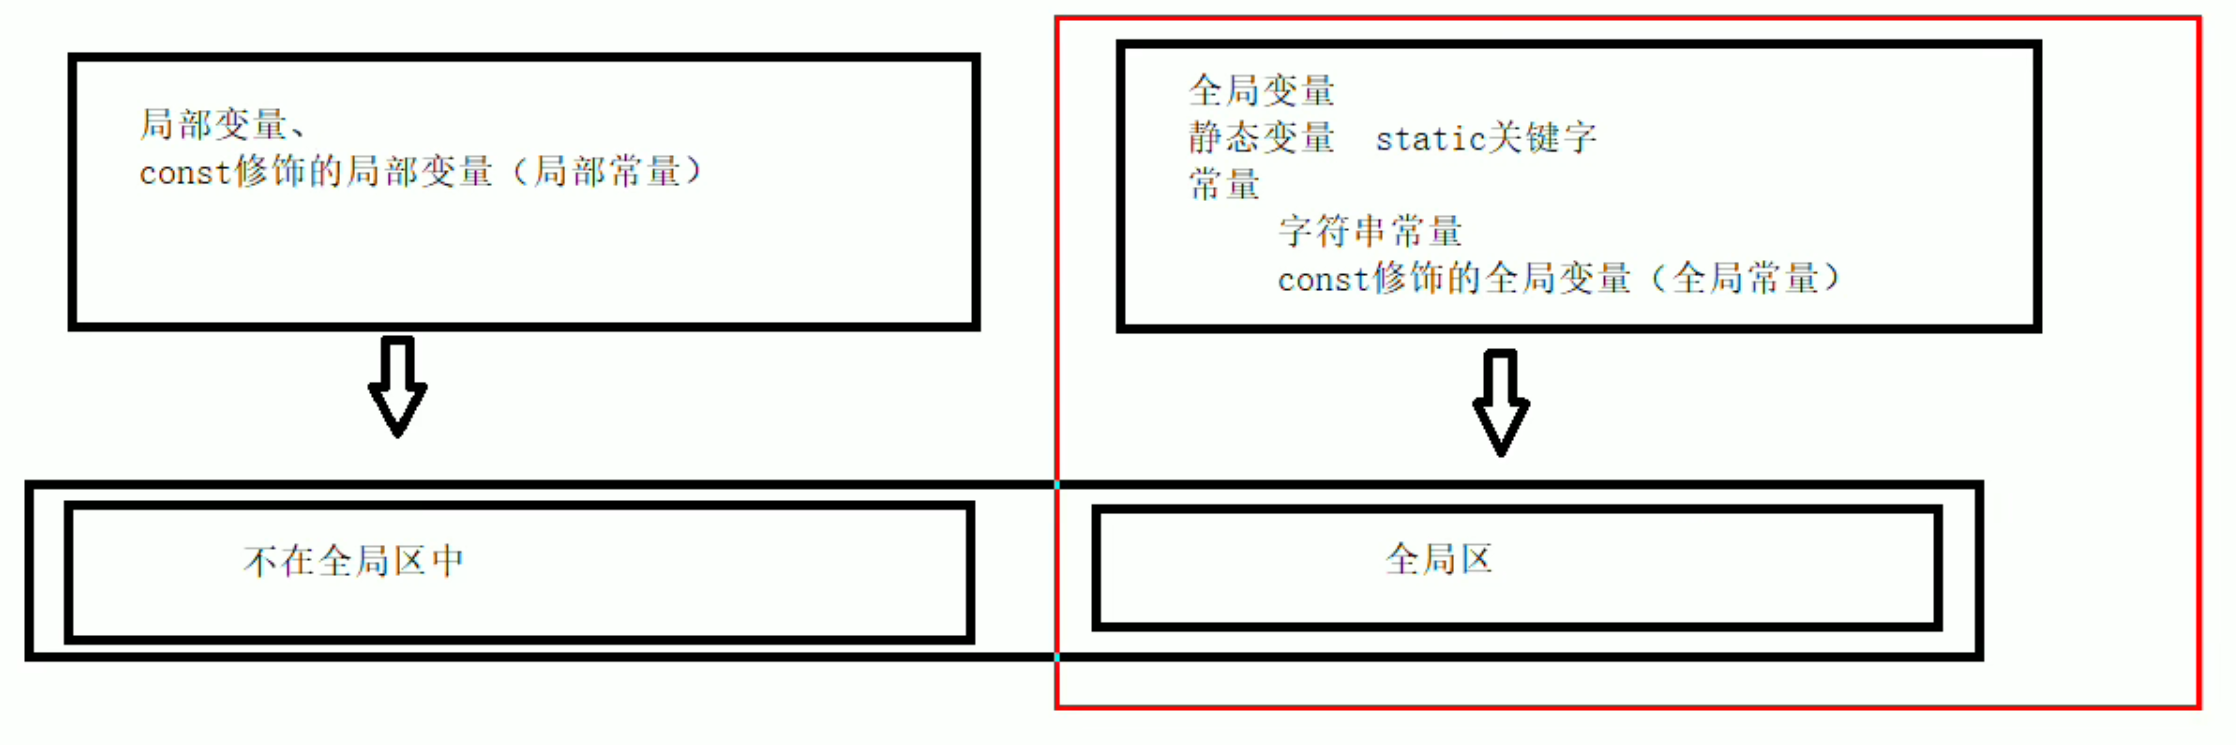 局部变量、
const修饰的局部变量（局部常量）
全局变量
静态变量 static关键字
常量
字符串常量
const修饰的全局变量（全局常量）
不在全局区中
全局区